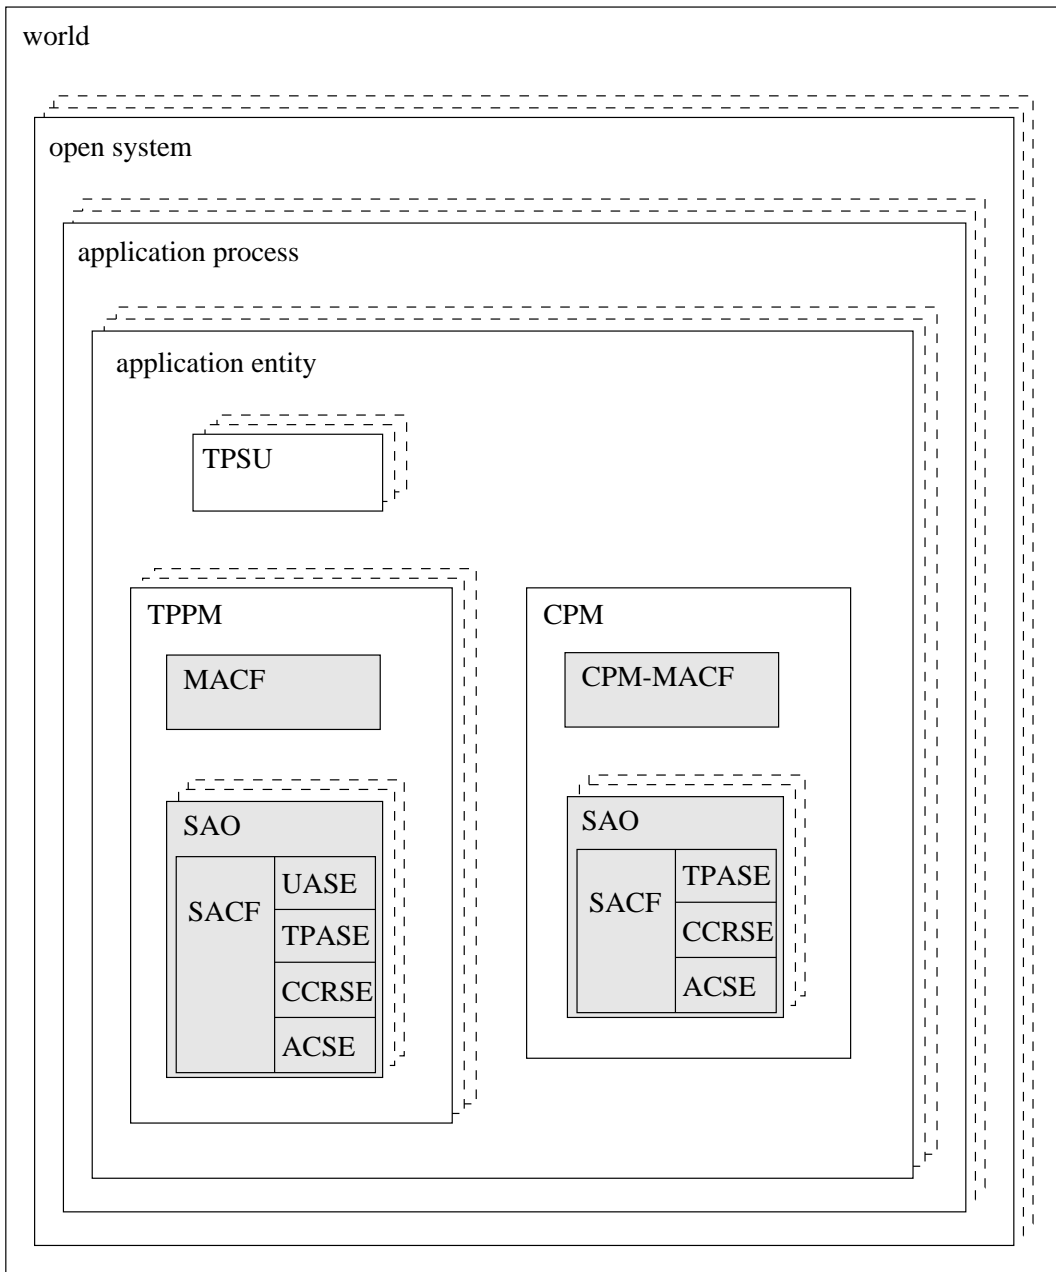 world
open system
application process
application entity
TPSU
TPPM
MACF
SAO
SACF
UASE
TPASE
CCRSE
ACSE
CPM
CPM-MACF
SAO
SACF
TPASE
CCRSE
ACSE